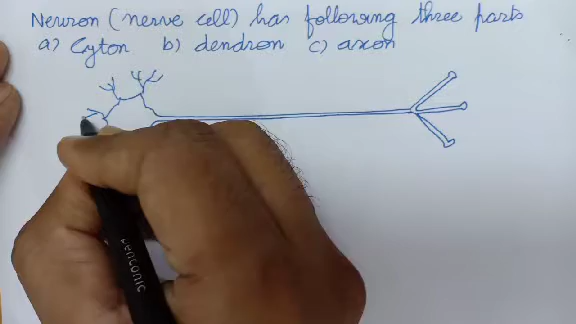 Neuron (nerve cell) has following three parts
a) Cyton b) dendron c) axon